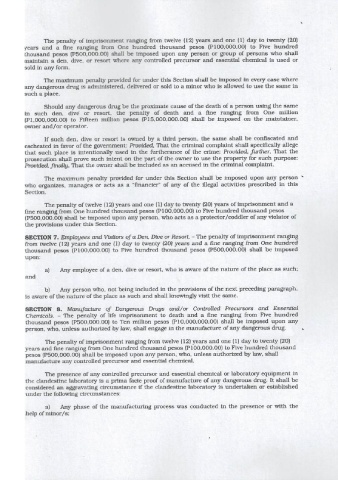 The penalty of imprisonment ranging from twelve (12) years and one (1) day to twenty (20)
years and a fine ranging from One hundred thousand pesos (P100,000.00) to Five hundred
thousand pesos (P500,000.00) shall be imposed upon any person or group of persons who shall
maintain a den, dive, or resort where any controlled precursor and essential chemical is used or
sold in any form.
The maximum penalty provided for under this Section shall be imposed in every case where
any dangerous drug is administered, delivered or sold to a minor who is allowed to use the same in
such a place.
Should any dangerous drug be the proximate cause of the death of a person using the same
in such den, dive or resort, the penalty of death and a fine ranging from One million
(P1,000,000.00) to Fifteen million pesos (P15,000,000.00) shall be imposed on the maintainer,
owner and/or operator.
If such den, dive or resort is owned by a third person, the same shall be confiscated and
escheated in favor of the government: Provided, That the criminal complaint shall specifically allege
that such place is intentionally used in the furtherance of the crime: Provided, further, That the
prosecution shall prove such intent on the part of the owner to use the property for such purpose:
Provided, finally, That the owner shall be included as an accused in the criminal complaint.
The maximum penalty provided for under this Section shall be imposed upon any person
who organizes, manages or acts as a "financier" of any of the illegal activities prescribed in this
Section.
The penalty of twelve (12) years and one (1) day to twenty (20) years of imprisonment and a
fine ranging from One hundred thousand pesos (P100,000.00) to Five hundred thousand pesos
(P500,000.00) shall be imposed upon any person, who acts as a protector/coddler of any violator of
the provisions under this Section.
SECTION 7. Employees and Visitors of a Den, Dive or Resort. – The penalty of imprisonment ranging
from twelve (12) years and one (1) day to twenty (20) years and a fine ranging from One hundred
thousand pesos (P100,000.00) to Five hundred thousand pesos (P500,000.00) shall be imposed
upon:
a) Any employee of a den, dive or resort, who is aware of the nature of the place as such;
and
b) Any person who, not being included in the provisions of the next preceding paragraph,
is aware of the nature of the place as such and shall knowingly visit the same.
SECTION 8. Manufacture of Dangerous Drugs and/or Controlled Precursors and Essential
Chemicals. – The penalty of life imprisonment to death and a fine ranging from Five hundred
thousand pesos (P500,000.00) to Ten million pesos (P10,000,000.00) shall be imposed upon any
person, who, unless authorized by law, shall engage in the manufacture of any dangerous drug.
The penalty of imprisonment ranging from twelve (12) years and one (1) day to twenty (20)
years and fine ranging from One hundred thousand pesos (P100,000.00) to Five hundred thousand
pesos (P500,000.00) shall be imposed upon any person, who, unless authorized by law, shall
manufacture any controlled precursor and essential chemical.
The presence of any controlled precursor and essential chemical or laboratory equipment in
the clandestine laboratory is a prima facie proof of manufacture of any dangerous drug. It shall be
considered an aggravating circumstance if the clandestine laboratory is undertaken or established
under the following circumstances:
a) Any phase of the manufacturing process was conducted in the presence or with the
help of minor/s: